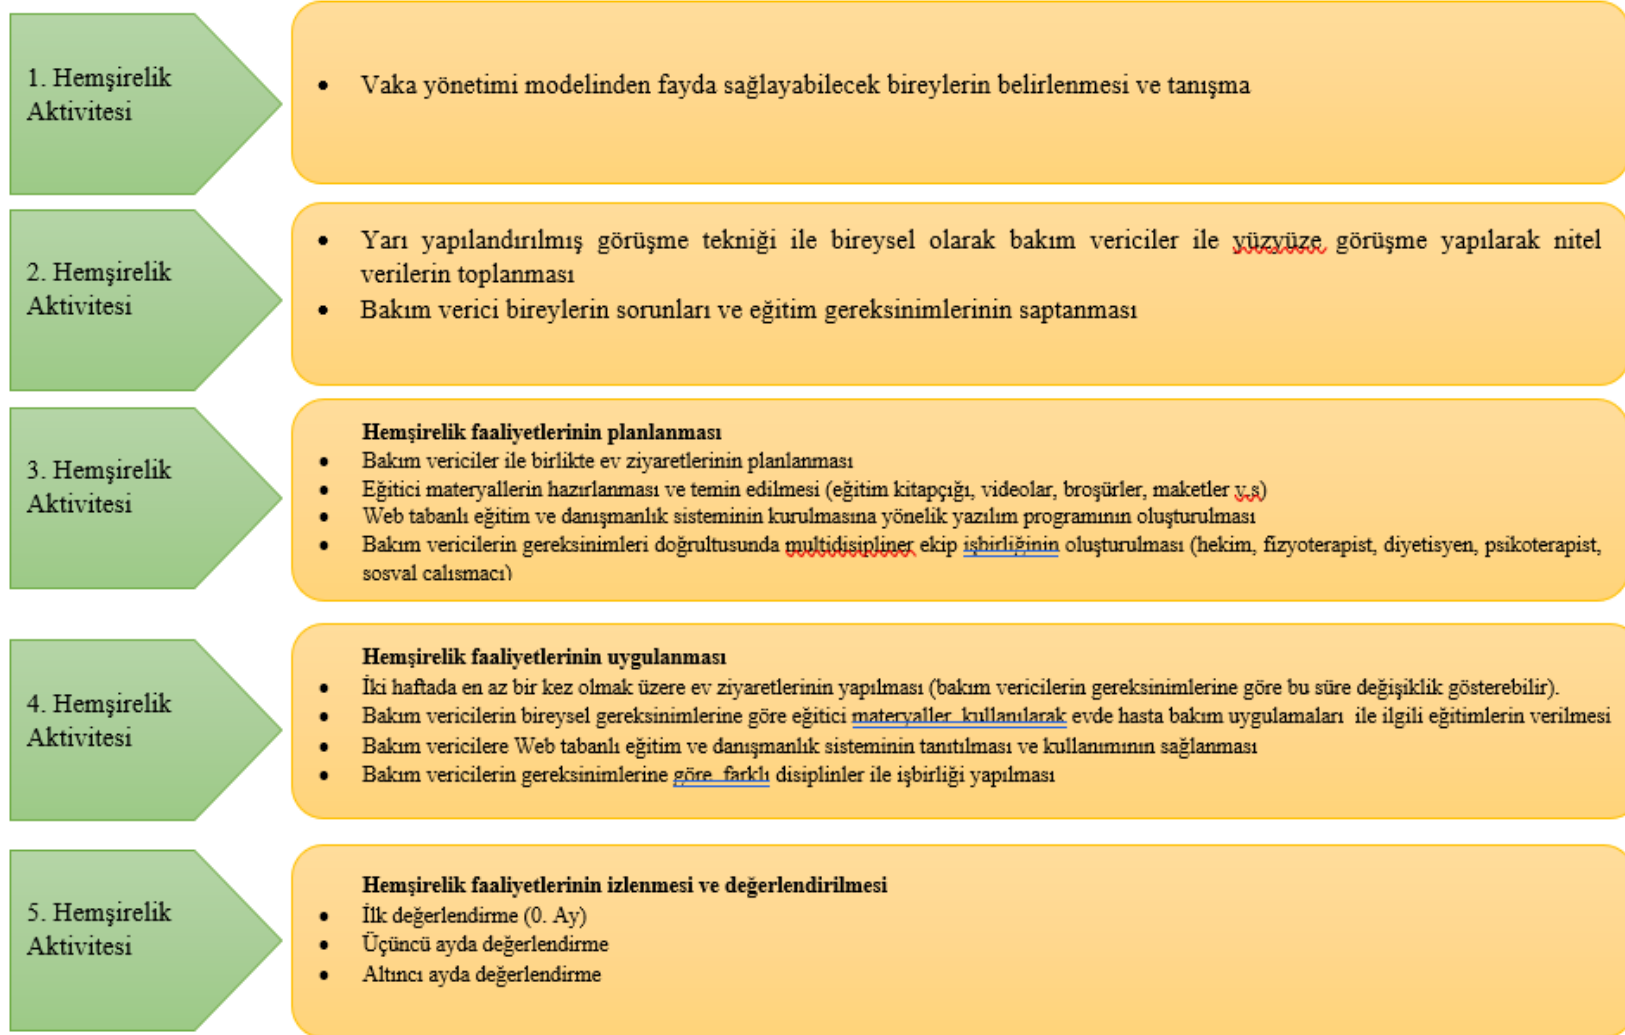 1. Hemşirelik
Aktivitesi
• Vaka yönetimi modelinden fayda sağlayabilecek bireylerin belirlenmesi ve tanışma
2. Hemşirelik
Aktivitesi
• Yarı yapılandırılmış görüşme tekniği ile bireysel olarak bakım vericiler ile yüzyüze görüşme yapılarak nitel
verilerin toplanması
• Bakım verici bireylerin sorunları ve eğitim gereksinimlerinin saptanması
3. Hemşirelik
Aktivitesi
Hemşirelik faaliyetlerinin planlanması
• Bakım vericiler ile birlikte ev ziyaretlerinin planlanması
• Eğitici materyallerin hazırlanması ve temin edilmesi (eğitim kitapçığı, videolar, broşürler, maketler v.s)
• Web tabanlı eğitim ve danışmanlık sisteminin kurulmasına yönelik yazılım programının oluşturulması
• Bakım vericilerin gereksinimleri doğrultusunda multidisipliner ekip işbirliğinin oluşturulması (hekim, fizyoterapist, diyetisyen, psikoterapist,
sosyal çalışmacı)
4. Hemşirelik
Aktivitesi
Hemşirelik faaliyetlerinin uygulanması
• İki haftada en az bir kez olmak üzere ev ziyaretlerinin yapılması (bakım vericilerin gereksinimlerine göre bu süre değişiklik gösterebilir).
• Bakım vericilerin bireysel gereksinimlerine göre eğitici materyaller kullanılarak evde hasta bakım uygulamaları ile ilgili eğitimlerin verilmesi
• Bakım vericilere Web tabanlı eğitim ve danışmanlık sisteminin tanıtılması ve kullanımının sağlanması
• Bakım vericilerin gereksinimlerine göre farklı disiplinler ile işbirliği yapılması
5. Hemşirelik
Aktivitesi
Hemşirelik faaliyetlerinin izlenmesi ve değerlendirilmesi
• İlk değerlendirme (0. Ay)
• Üçüncü ayda değerlendirme
• Altıncı ayda değerlendirme